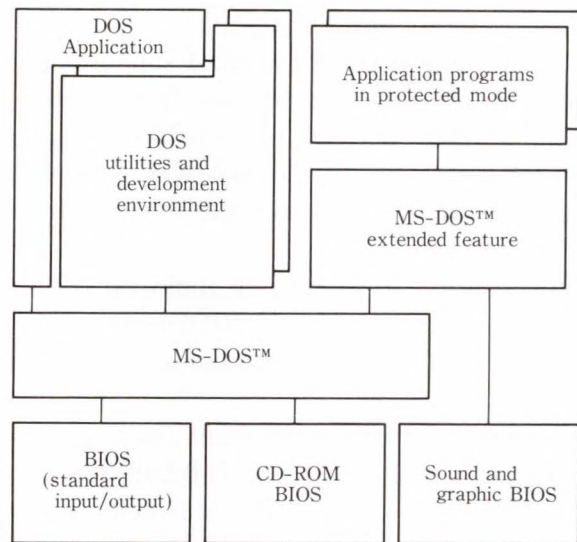 DOS
Application
DOS
utilities and
development
environment
Application programs
in protected mode
MS-DOS™
extended feature
MS-DOS™
BIOS
(standard
input/output)
CD-ROM
BIOS
Sound and
graphic BIOS